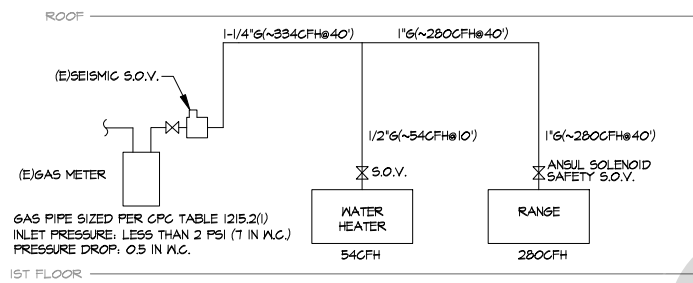 ROOF
1-1/4"G(~334CFH@40')
1"G(~280CFH@40')
(E)SEISMIC S.O.V.
1/2"G(~54CFH@10')
1"G(~280CFH@40')
(E)GAS METER
S.O.V.
ANSUL SOLENOID
SAFETY S.O.V.
WATER
HEATER
RANGE
GAS PIPE SIZED PER CPC TABLE 1215.2(1)
INLET PRESSURE: LESS THAN 2 PSI (7 IN W.C.)
PRESSURE DROP: 0.5 IN W.C.
54CFH
280CFH
1ST FLOOR